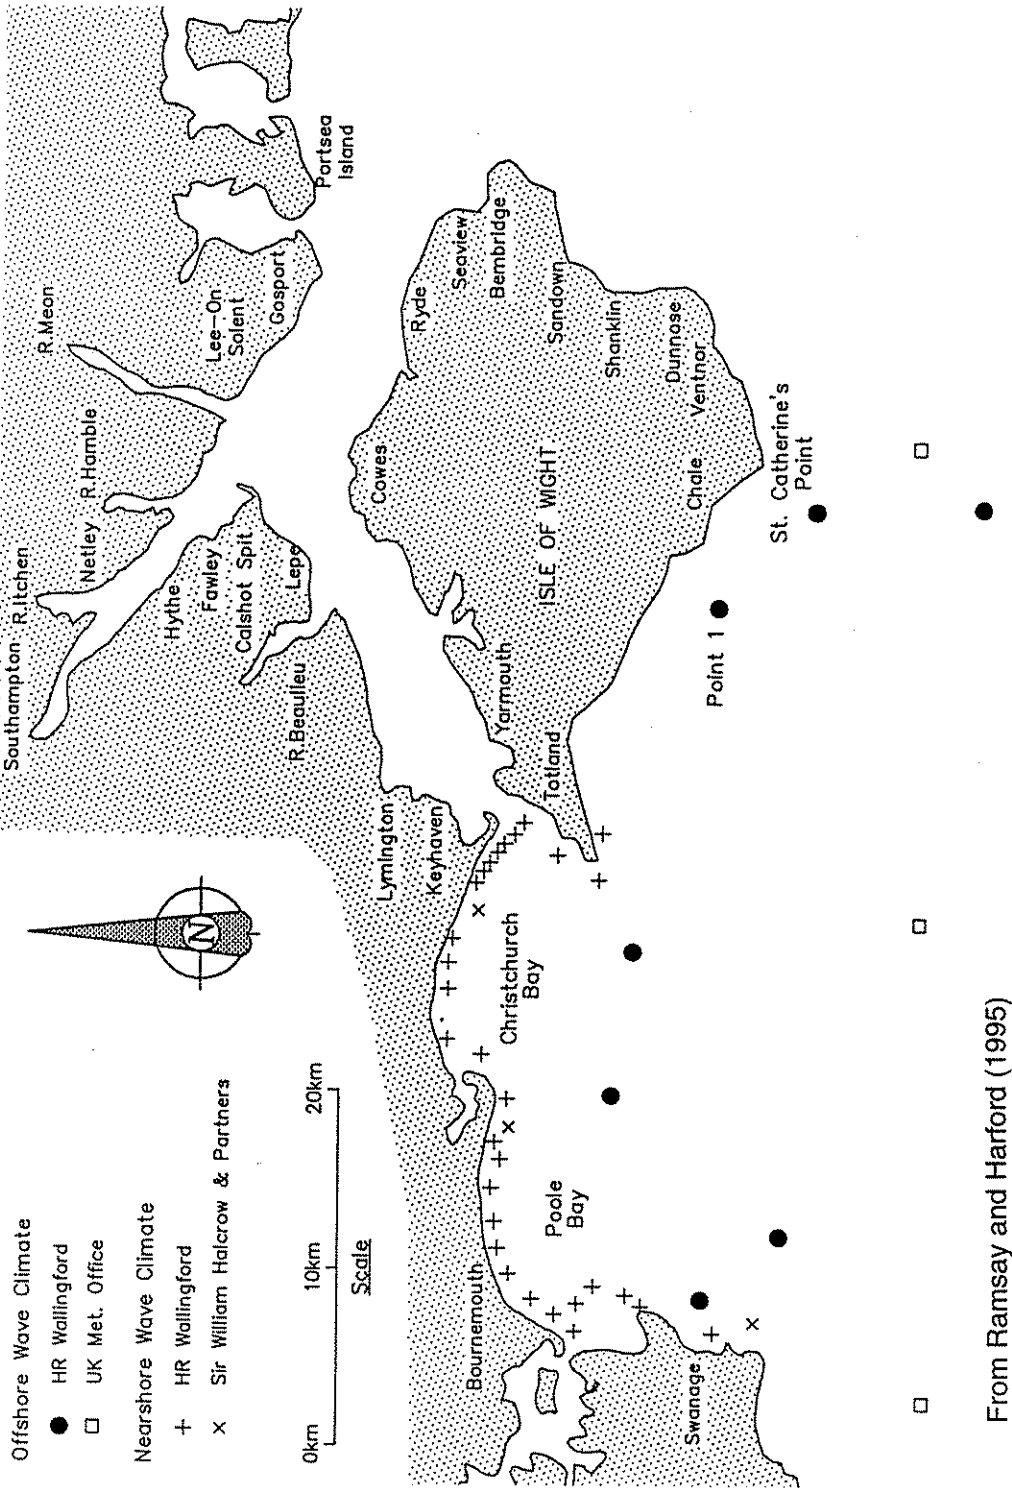 Offshore Wave Climate
HR Wallingford
UK Met. Office
Nearshore Wave Climate
HR Wallingford
Sir William Halcrow & Partners
0km
10km
20km
Scale
N
Southampton
R.Itchen
Netley
R.Hamble
R.Meon
Hythe
Fawley
Calshot Spit
Lepe
R.Beaulieu
Lee-On
Solent
Gosport
Portsea
Island
Lymington
Keyhaven
Cowes
Ryde
Seaview
Bembridge
Yarmouth
Totland
ISLE OF WIGHT
Sandown
Shanklin
Dunnose
Ventnor
Chale
St. Catherine's
Point
Point 1
Christchurch
Bay
Poole
Bay
Bournemouth
Swanage
From Ramsay and Harford (1995)